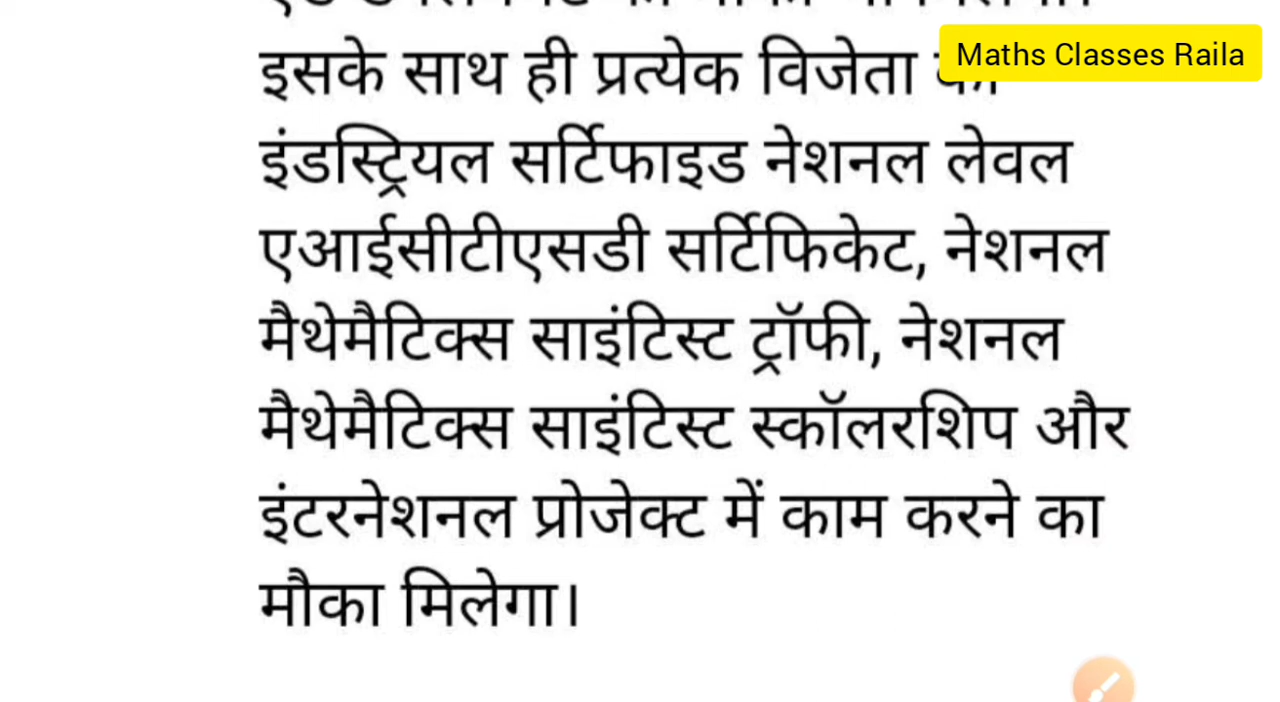 Maths Classes Raila
इसके साथ ही प्रत्येक विजेता
इंडस्ट्रियल सर्टिफाइड नेशनल लेवल
एआईसीटीएसडी सर्टिफिकेट, नेशनल
मैथेमैटिक्स साइंटिस्ट ट्रॉफी, नेशनल
मैथेमैटिक्स साइंटिस्ट स्कॉलरशिप और
इंटरनेशनल प्रोजेक्ट में काम करने का
मौका मिलेगा।